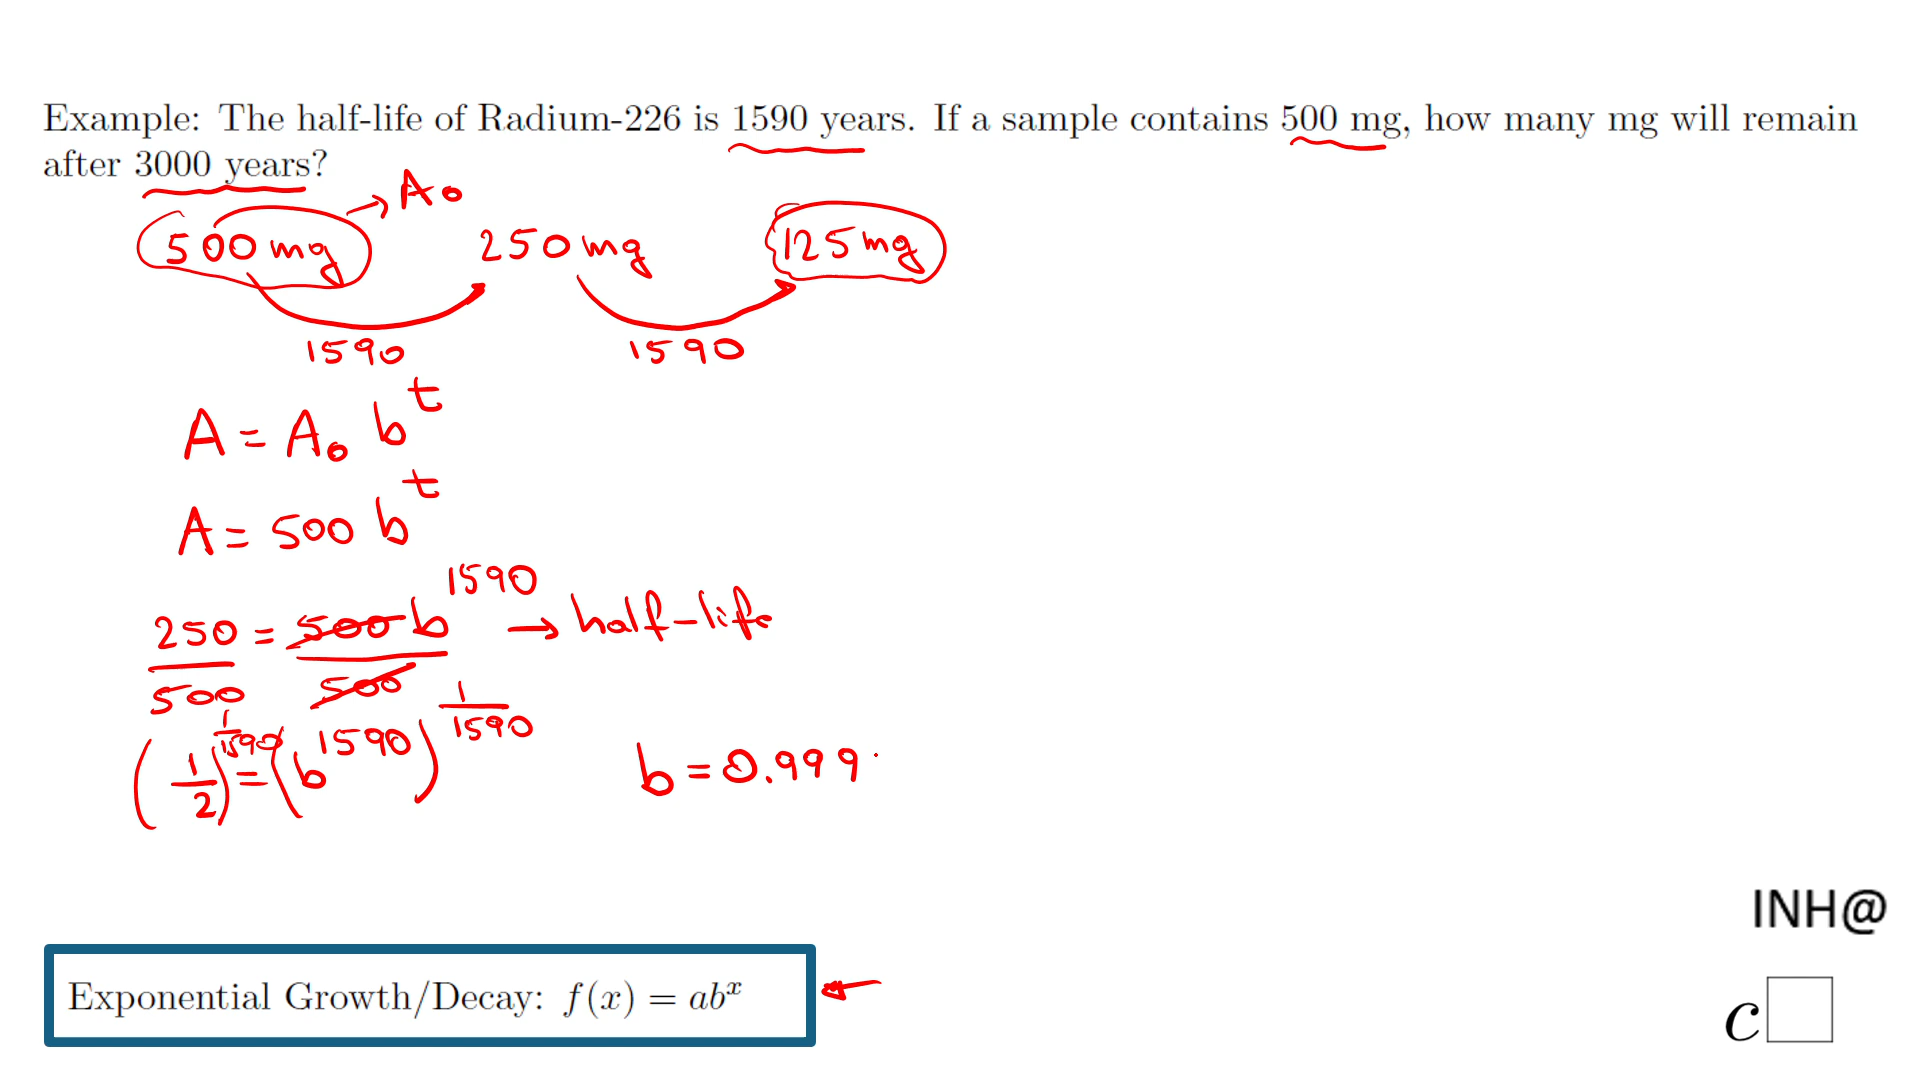 Example: The half-life of Radium-226 is 1590 years. If a sample contains 500 mg, how many mg will remain
after 3000 years?
→ A₀
500 mg 250 mg 125 mg
1590 1590
A = A₀ b^t
A = 500 b^t
250/500 = 500 b^1590/500 → half-life
(1/2)^(1/1590) = (b^1590)^(1/1590) b = 0.999
INH@
Exponential Growth/Decay: f(x) = ab^x ←
c□